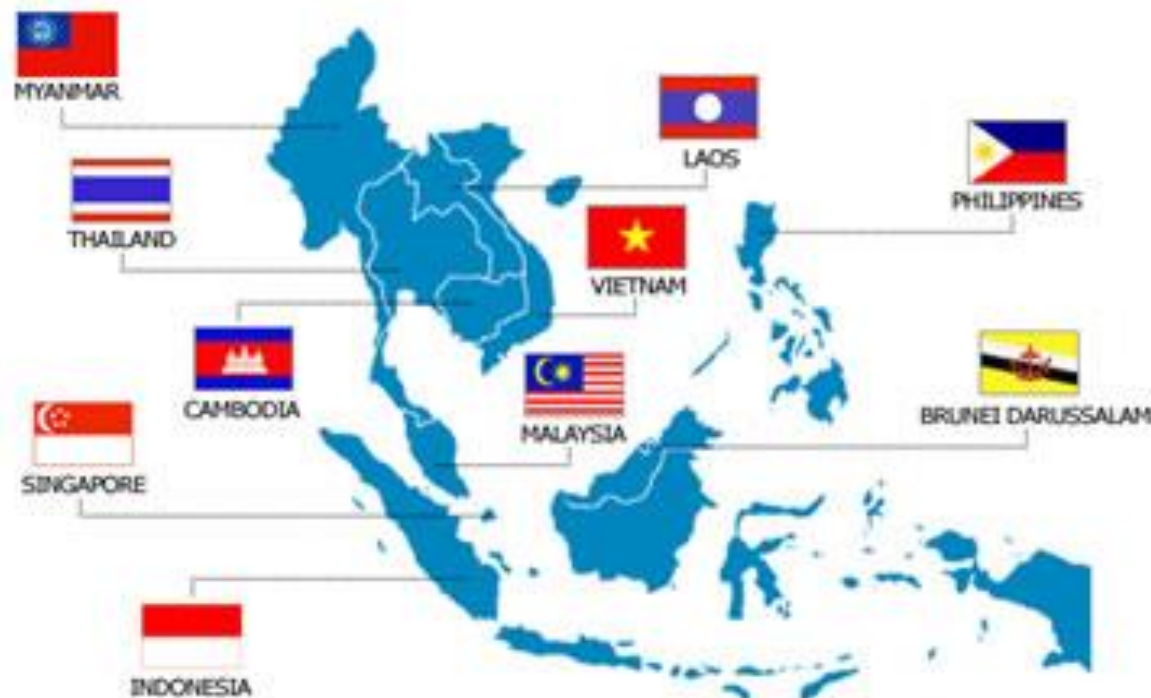 MYANMAR
LAOS
PHILIPPINES
THAILAND
VIETNAM
CAMBODIA
MALAYSIA
BRUNEI DARUSSALAM
SINGAPORE
INDONESIA